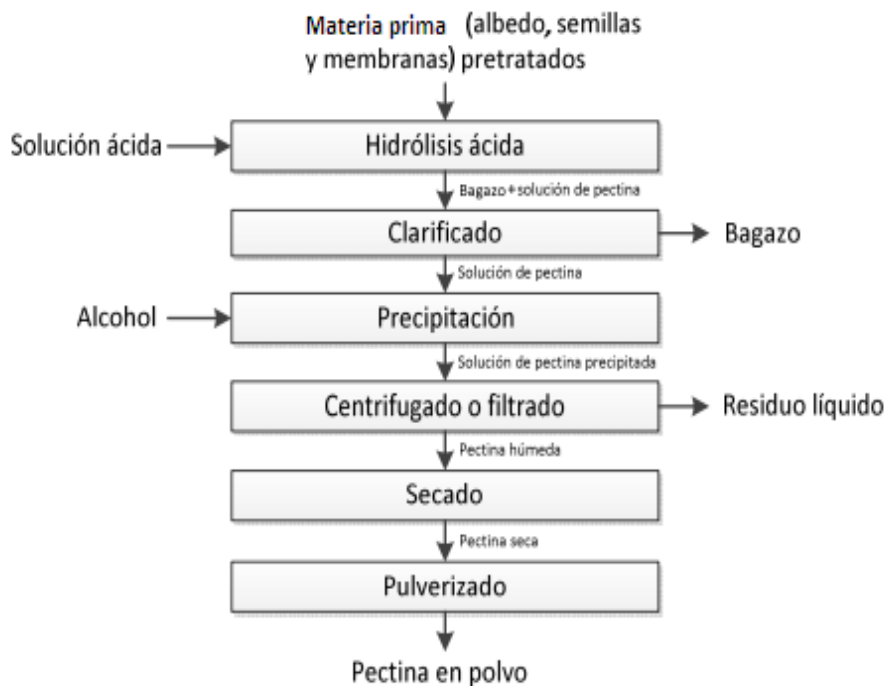 Materia prima (albedo, semillas
y membranas) pretratados
Solución ácida
Hidrólisis ácida
Bagazo+solución de pectina
Clarificado
Bagazo
Solución de pectina
Alcohol
Precipitación
Solución de pectina precipitada
Centrifugado o filtrado
Residuo líquido
Pectina húmeda
Secado
Pectina seca
Pulverizado
Pectina en polvo